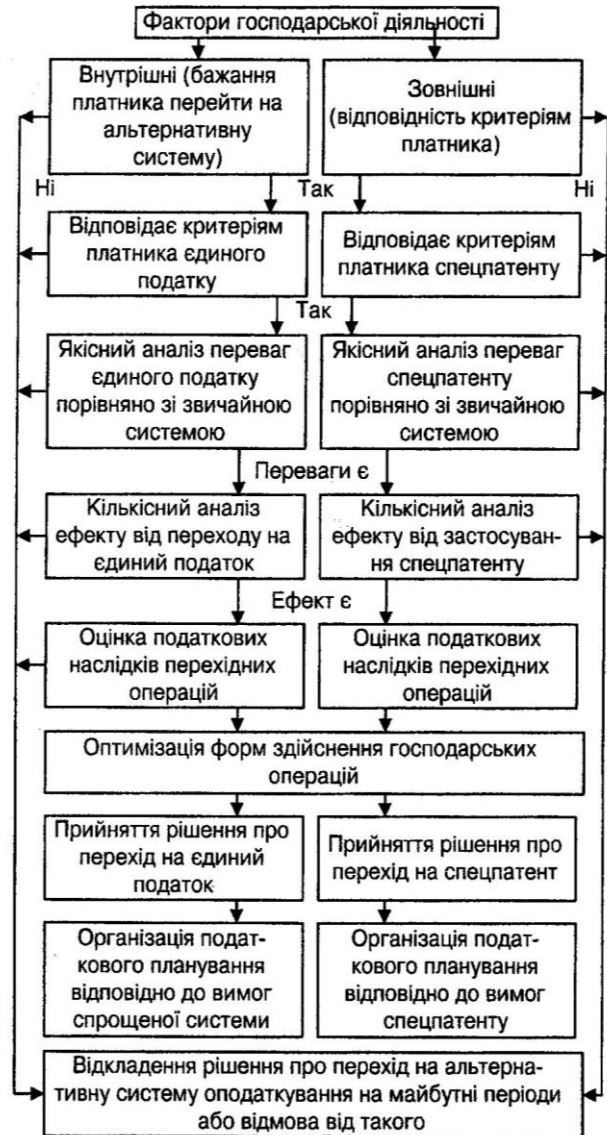 Фактори господарської діяльності
Внутрішні (бажання
платника перейти на
альтернативну
систему)
Зовнішні
(відповідність критеріям
платника)
Ні
Так
Ні
Відповідає критеріям
платника єдиного
податку
Відповідає критеріям
платника спецпатенту
Так
Якісний аналіз переваг
єдиного податку
порівняно зі звичайною
системою
Якісний аналіз переваг
спецпатенту
порівняно зі звичайною
системою
Переваги є
Кількісний аналіз
ефекту від переходу на
єдиний податок
Кількісний аналіз
ефекту від застосуван-
ня спецпатенту
Ефект є
Оцінка податкових
наслідків перехідних
операцій
Оцінка податкових
наслідків перехідних
операцій
Оптимізація форм здійснення господарських
операцій
Прийняття рішення про
перехід на єдиний
податок
Прийняття рішення про
перехід на спецпатент
Організація подат-
кового планування
відповідно до вимог
спрощеної системи
Організація подат-
кового планування
відповідно до вимог
спецпатенту
Відкладення рішення про перехід на альтерна-
тивну систему оподаткування на майбутні періоди
або відмова від такого